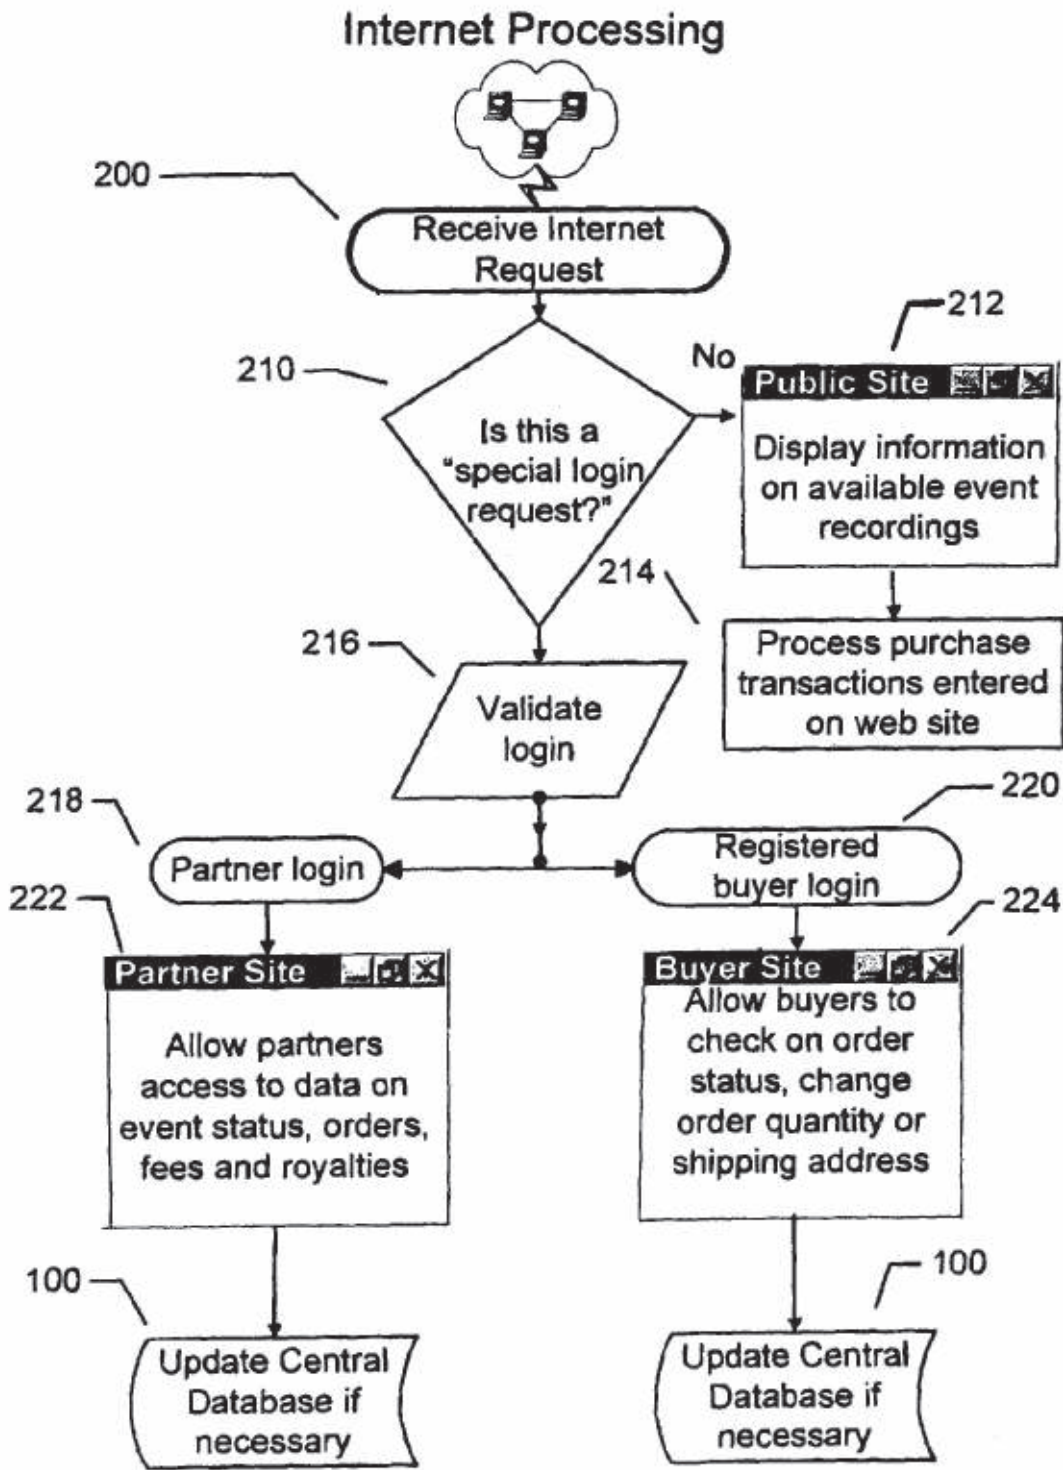 Internet Processing
200
Receive Internet
Request
210
Is this a
"special login
request?"
No
212
Public Site
Display information
on available event
recordings
214
Process purchase
transactions entered
on web site
216
Validate
login
218
Partner login
220
Registered
buyer login
222
Partner Site
Allow partners
access to data on
event status, orders,
fees and royalties
224
Buyer Site
Allow buyers to
check on order
status, change
order quantity or
shipping address
100
Update Central
Database if
necessary
100
Update Central
Database if
necessary